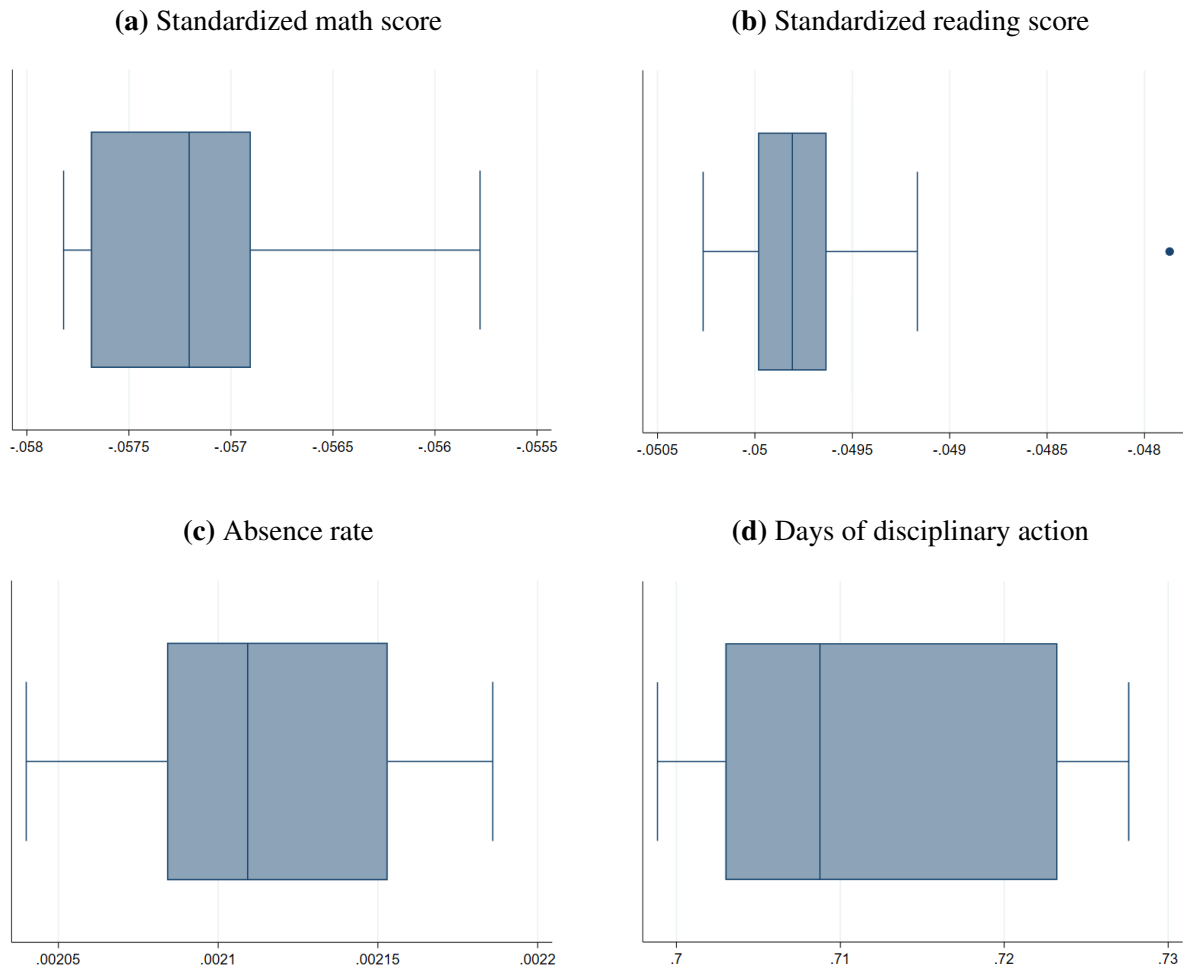 (a) Standardized math score
(b) Standardized reading score
-.058 -.0575 -.057 -.0565 -.056 -.0555
-.0505 -.05 -.0495 -.049 -.0485 -.048
(c) Absence rate
(d) Days of disciplinary action
.00205 .0021 .00215 .0022
.7 .71 .72 .73